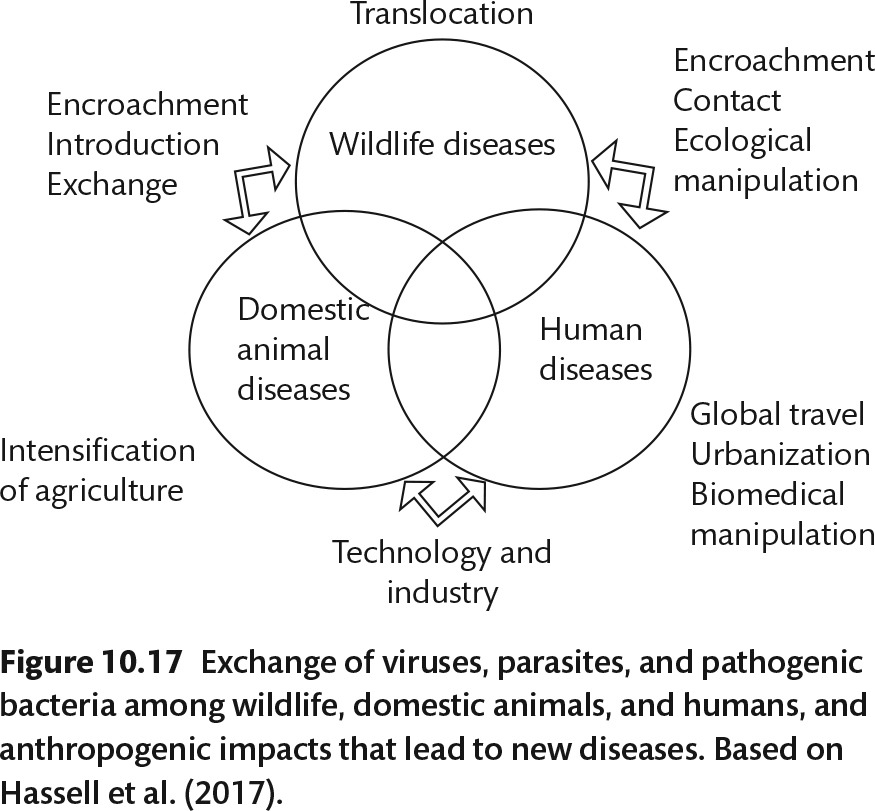 Translocation
Encroachment
Introduction
Exchange
Wildlife diseases
Encroachment
Contact
Ecological
manipulation
Domestic
animal
diseases
Human
diseases
Intensification
of agriculture
Global travel
Urbanization
Biomedical
manipulation
Technology and
industry
Figure 10.17 Exchange of viruses, parasites, and pathogenic
bacteria among wildlife, domestic animals, and humans, and
anthropogenic impacts that lead to new diseases. Based on
Hassell et al. (2017).